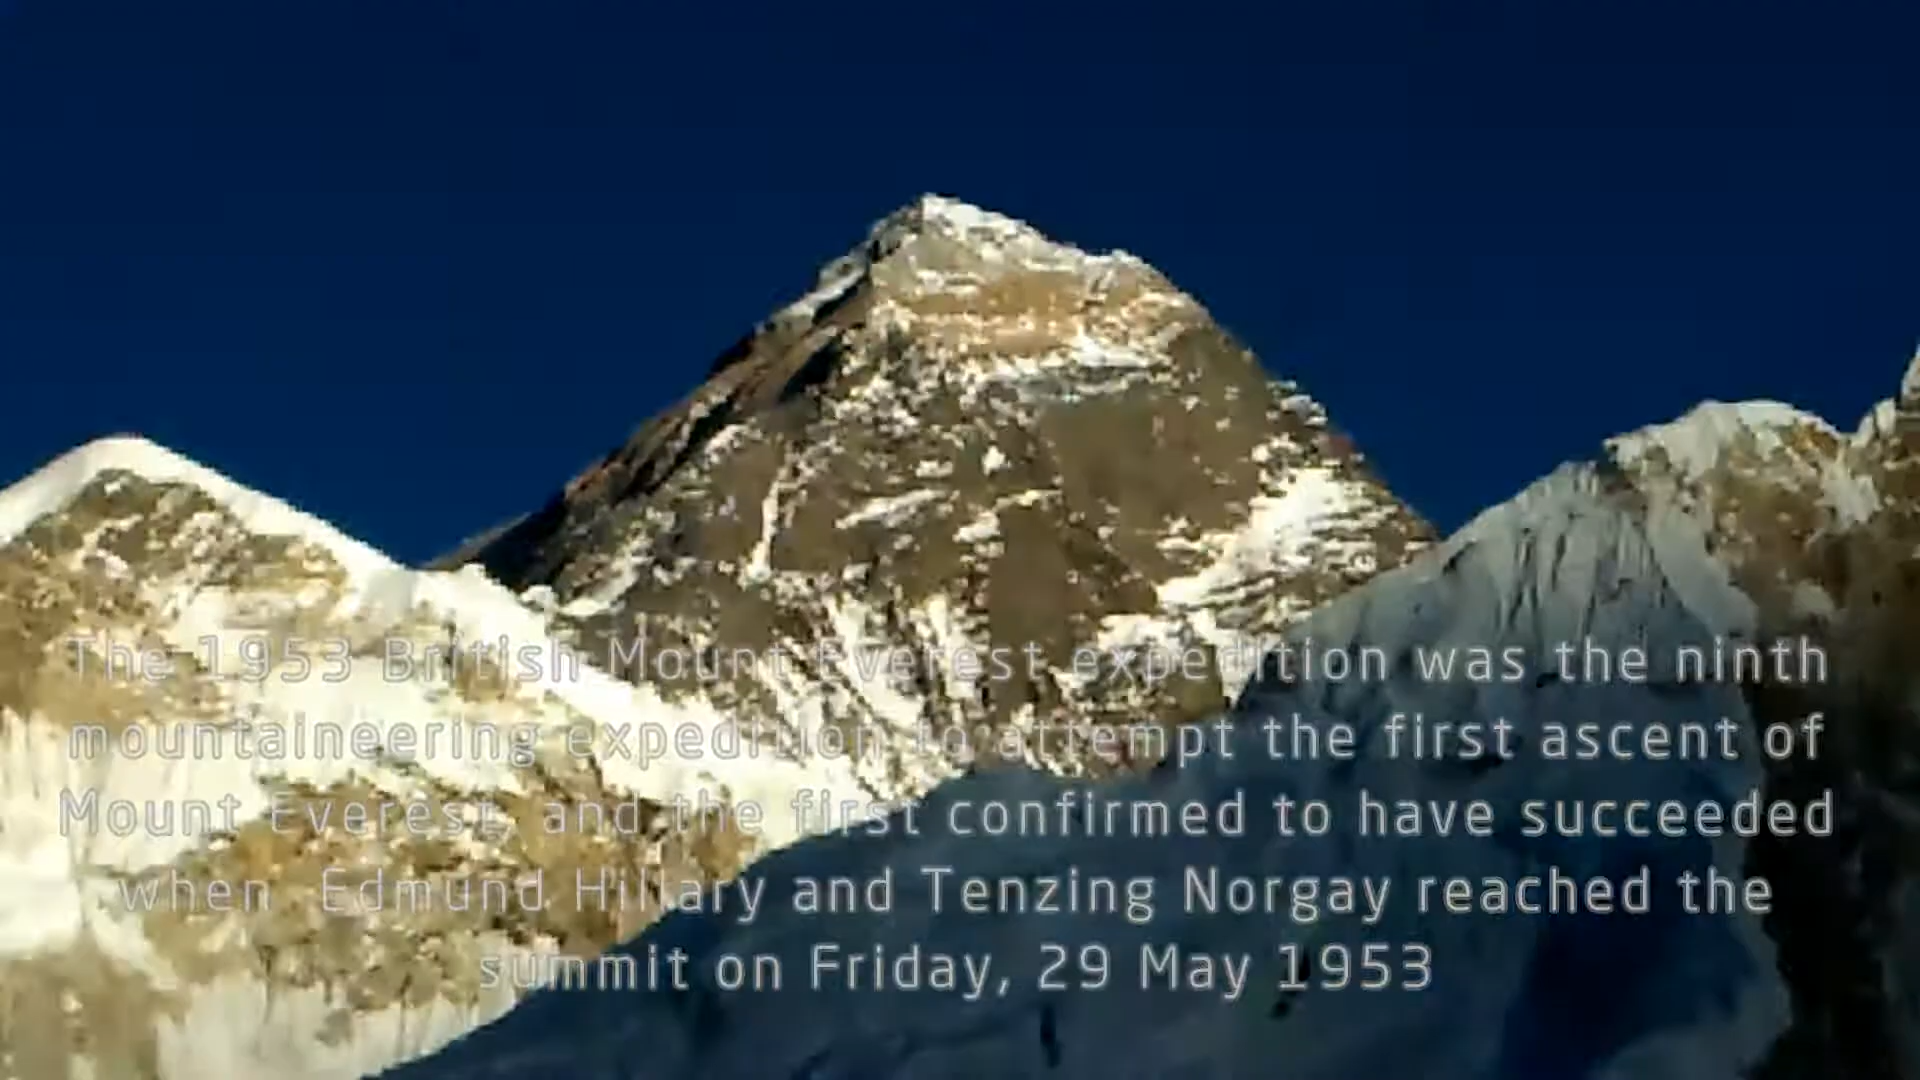 The 1953 British Mount Everest expedition was the ninth
mountaineering expedition to attempt the first ascent of
Mount Everest, and the first confirmed to have succeeded
when Edmund Hillary and Tenzing Norgay reached the
summit on Friday, 29 May 1953